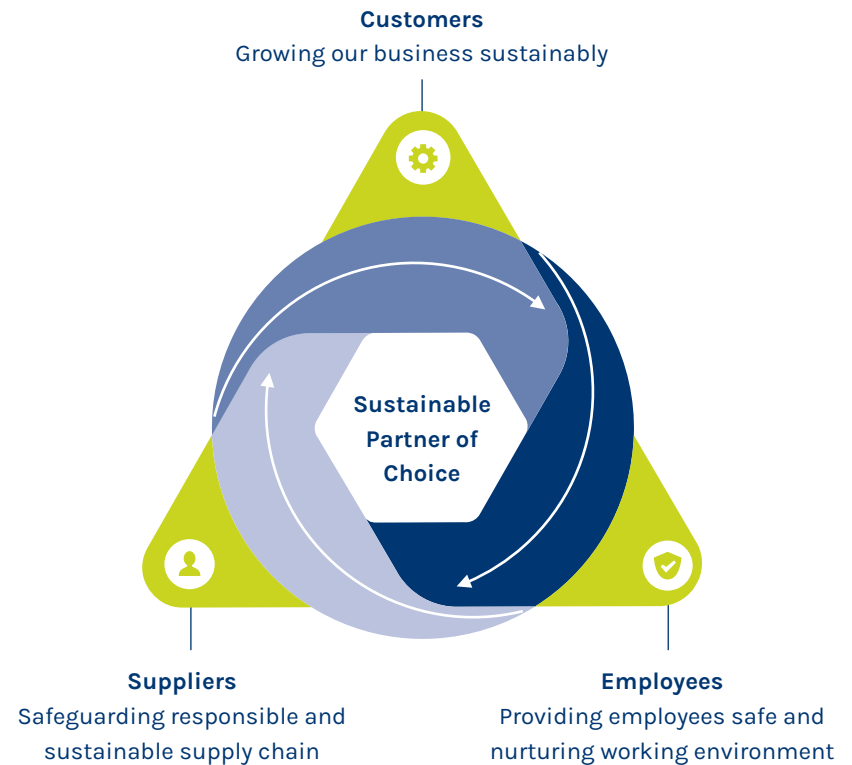 Customers
Growing our business sustainably
Sustainable
Partner of
Choice
Suppliers
Safeguarding responsible and
sustainable supply chain
Employees
Providing employees safe and
nurturing working environment